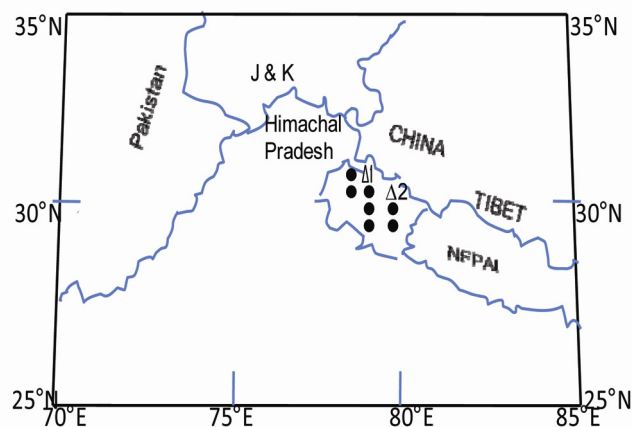 35°N 35°N
Pakistan
J & K
Himachal
Pradesh
CHINA
Δ1
Δ2
TIBET
30°N 30°N
NEPAL
25°N 25°N
70°E 75°E 80°E 85°E